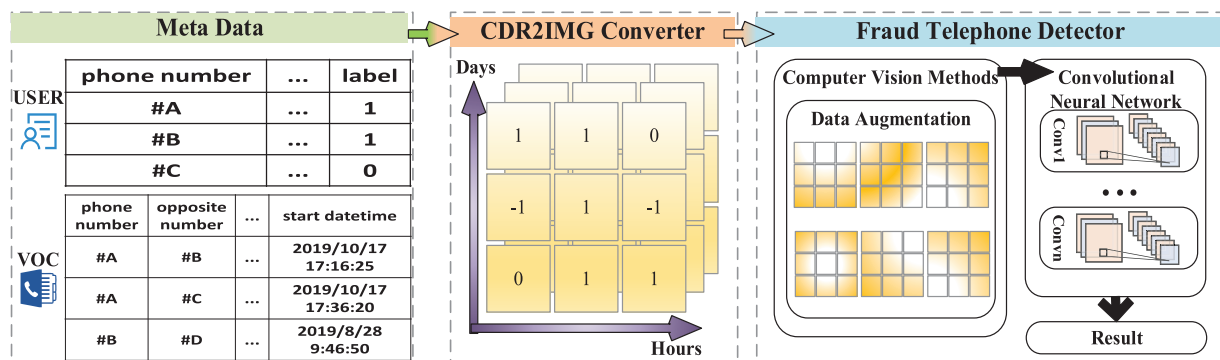 Meta Data
USER
phone number ... label
#A ... 1
#B ... 1
#C ... 0
VOC
phone number opposite number ... start datetime
#A #B ... 2019/10/17 17:16:25
#A #C ... 2019/10/17 17:36:20
#B #D ... 2019/8/28 9:46:50
CDR2IMG Converter
Days
1 1 0
-1 1 -1
0 1 1
Hours
Fraud Telephone Detector
Computer Vision Methods
Data Augmentation
Convolutional
Neural Network
Conv1
...
Convn
Result